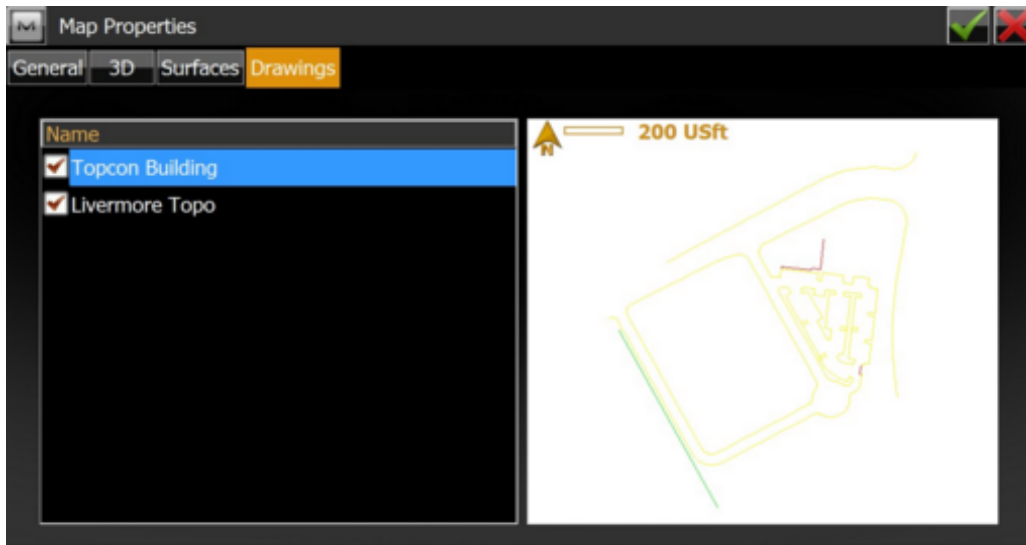 Map Properties
General 3D Surfaces Drawings
Name
Topcon Building
Livermore Topo
200 USft
N